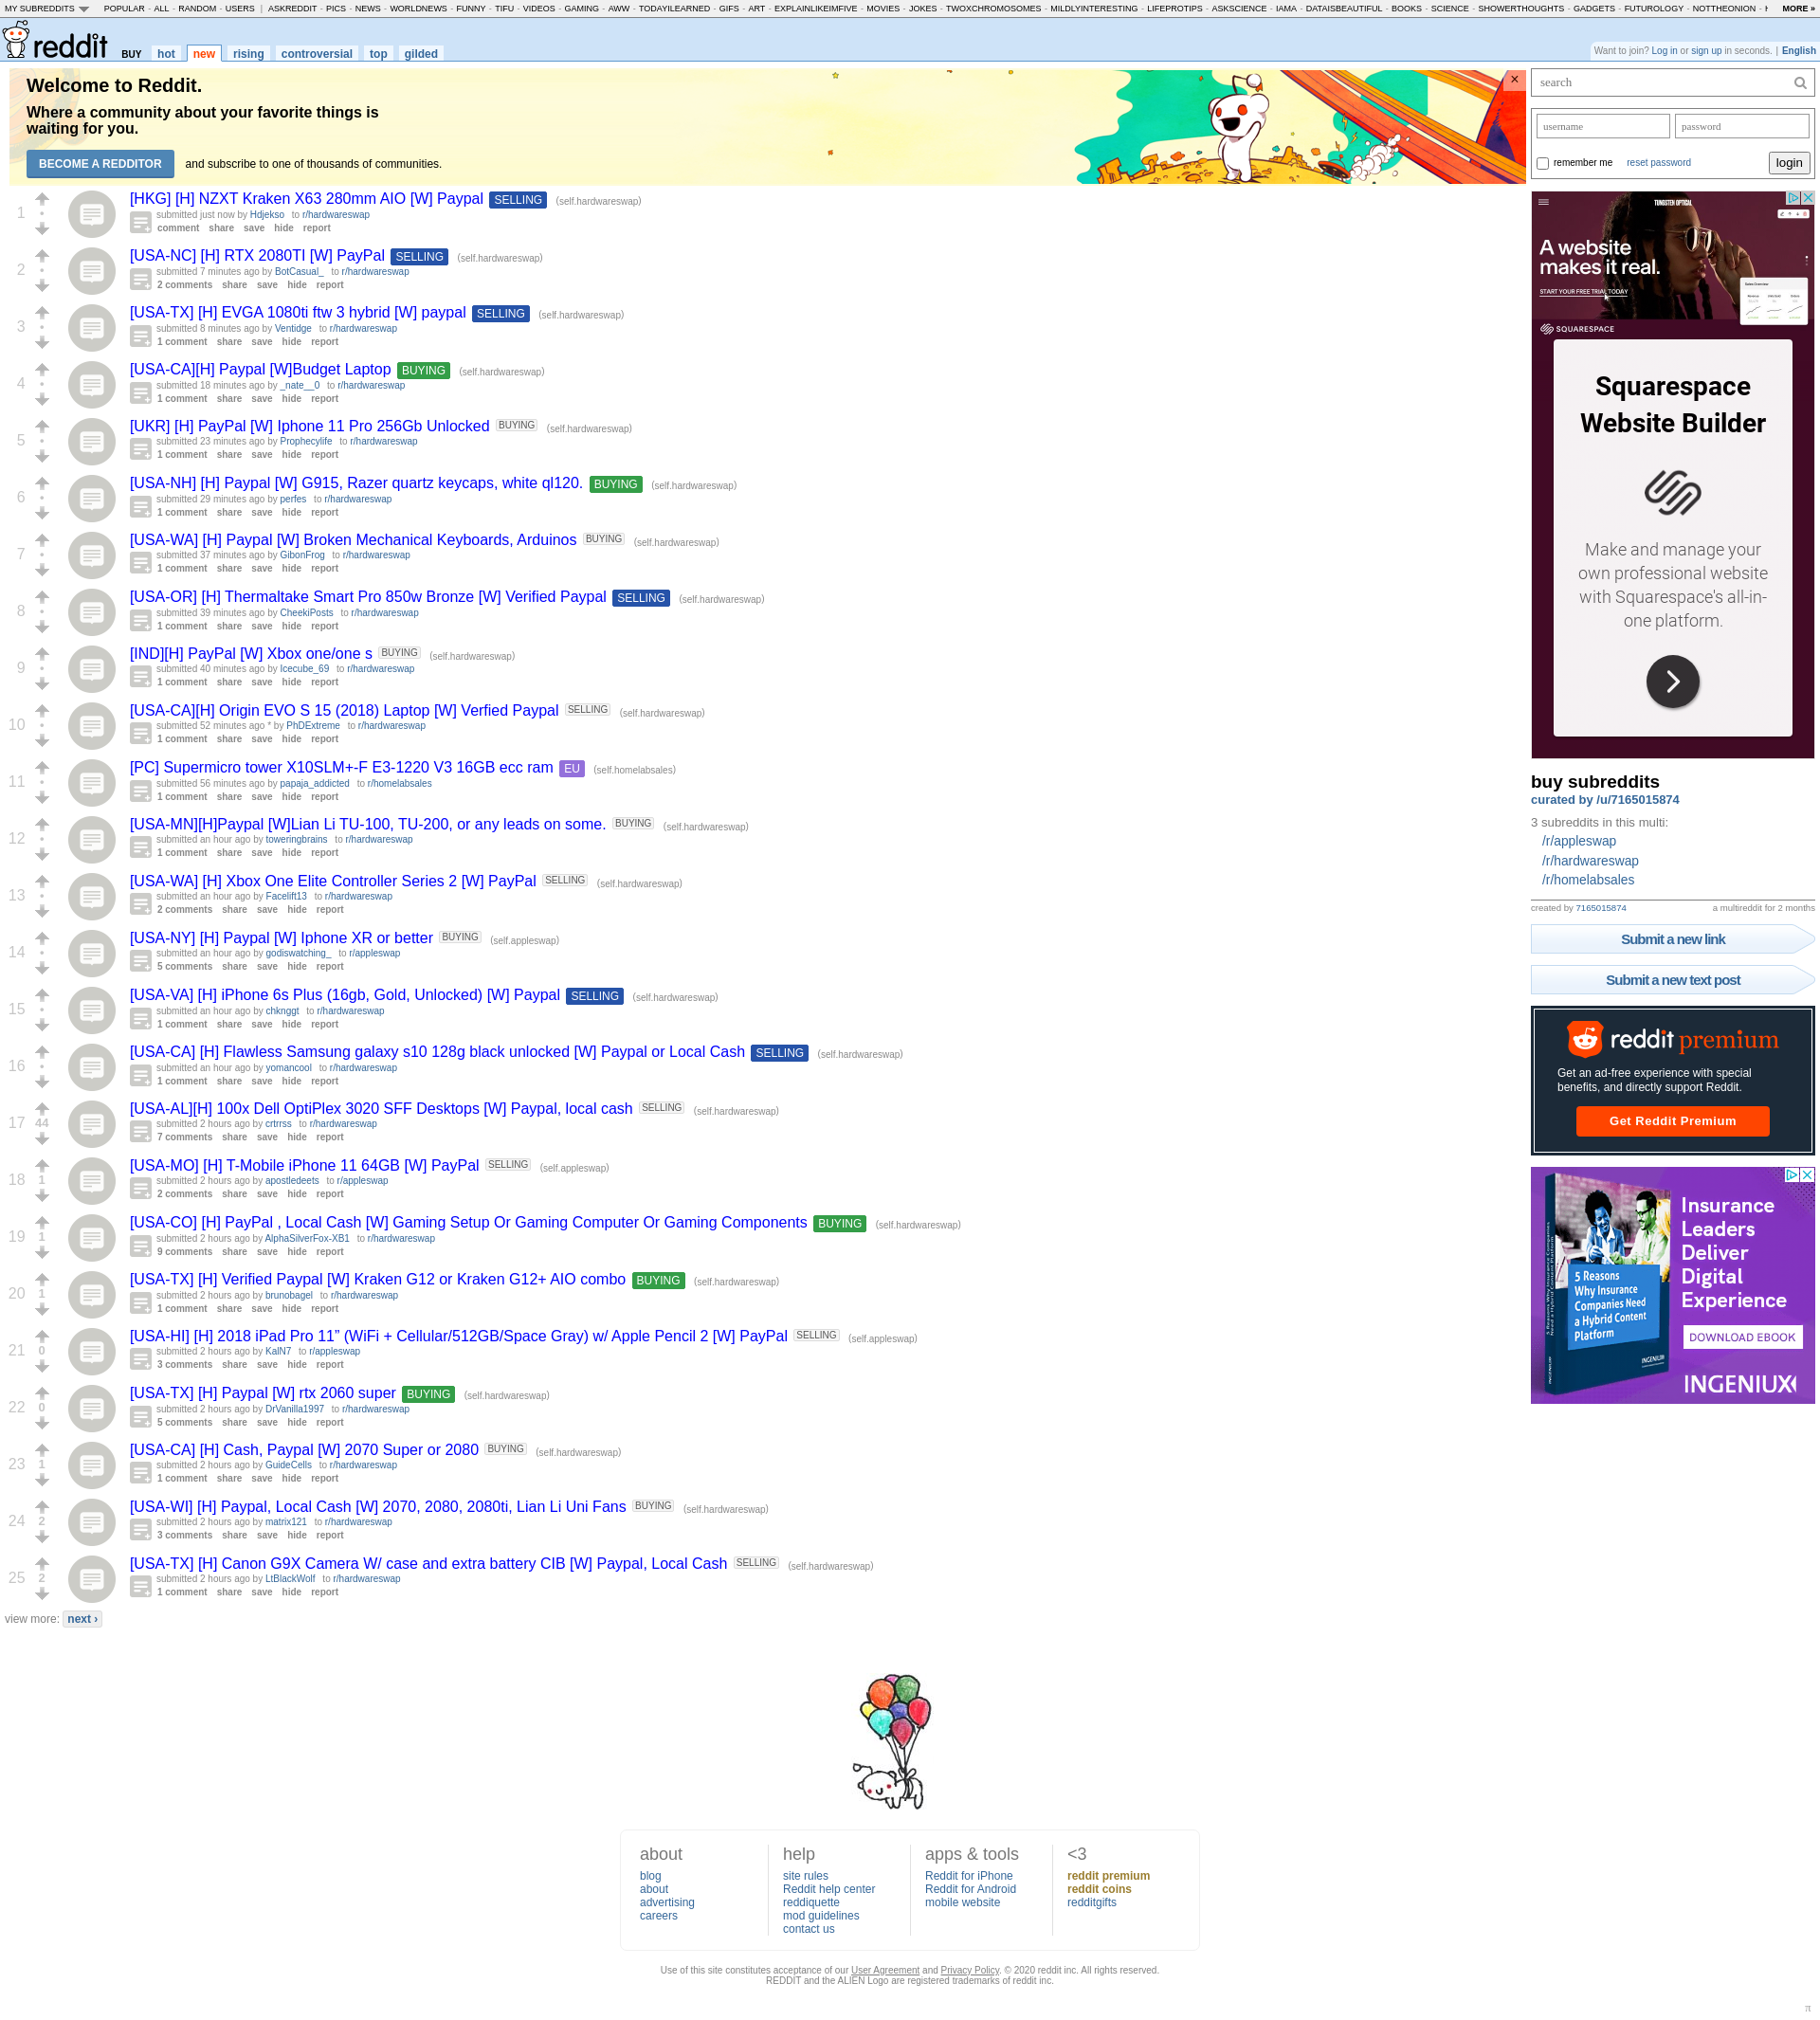 MY SUBREDDITS POPULAR - ALL - RANDOM - USERS | ASKREDDIT - PICS - NEWS - WORLDNEWS - FUNNY - TIFU - VIDEOS - GAMING - AWW - TODAYILEARNED - GIFS - ART - EXPLAINLIKEIMFIVE - MOVIES - JOKES - TWOXCHROMOSOMES - MILDLYINTERESTING - LIFEPROTIPS - ASKSCIENCE - IAMA - DATAISBEAUTIFUL - BOOKS - SCIENCE - SHOWERTHOUGHTS - GADGETS - FUTUROLOGY - NOTTHEONION - MORE »
reddit BUY hot new rising controversial top gilded
Want to join? Log in or sign up in seconds. | English
Welcome to Reddit.
Where a community about your favorite things is
waiting for you.
BECOME A REDDITOR and subscribe to one of thousands of communities.
1
[HKG] [H] NZXT Kraken X63 280mm AIO [W] Paypal SELLING (self.hardwareswap)
submitted just now by Hdjekso to r/hardwareswap
comment share save hide report
2
[USA-NC] [H] RTX 2080TI [W] PayPal SELLING (self.hardwareswap)
submitted 7 minutes ago by BotCasual_ to r/hardwareswap
2 comments share save hide report
3
[USA-TX] [H] EVGA 1080ti ftw 3 hybrid [W] paypal SELLING (self.hardwareswap)
submitted 8 minutes ago by Ventidge to r/hardwareswap
1 comment share save hide report
4
[USA-CA][H] Paypal [W]Budget Laptop BUYING (self.hardwareswap)
submitted 18 minutes ago by _nate__0 to r/hardwareswap
1 comment share save hide report
5
[UKR] [H] PayPal [W] Iphone 11 Pro 256Gb Unlocked BUYING (self.hardwareswap)
submitted 23 minutes ago by Prophecylife to r/hardwareswap
1 comment share save hide report
6
[USA-NH] [H] Paypal [W] G915, Razer quartz keycaps, white ql120. BUYING (self.hardwareswap)
submitted 29 minutes ago by perfes to r/hardwareswap
1 comment share save hide report
7
[USA-WA] [H] Paypal [W] Broken Mechanical Keyboards, Arduinos BUYING (self.hardwareswap)
submitted 37 minutes ago by GibonFrog to r/hardwareswap
1 comment share save hide report
8
[USA-OR] [H] Thermaltake Smart Pro 850w Bronze [W] Verified Paypal SELLING (self.hardwareswap)
submitted 39 minutes ago by CheekiPosts to r/hardwareswap
1 comment share save hide report
9
[IND][H] PayPal [W] Xbox one/one s BUYING (self.hardwareswap)
submitted 40 minutes ago by Icecube_69 to r/hardwareswap
1 comment share save hide report
10
[USA-CA][H] Origin EVO S 15 (2018) Laptop [W] Verfied Paypal SELLING (self.hardwareswap)
submitted 52 minutes ago * by PhDExtreme to r/hardwareswap
1 comment share save hide report
11
[PC] Supermicro tower X10SLM+-F E3-1220 V3 16GB ecc ram EU (self.homelabsales)
submitted 56 minutes ago by papaja_addicted to r/homelabsales
1 comment share save hide report
12
[USA-MN][H]Paypal [W]Lian Li TU-100, TU-200, or any leads on some. BUYING (self.hardwareswap)
submitted an hour ago by toweringbrains to r/hardwareswap
1 comment share save hide report
13
[USA-WA] [H] Xbox One Elite Controller Series 2 [W] PayPal SELLING (self.hardwareswap)
submitted an hour ago by Facelift13 to r/hardwareswap
2 comments share save hide report
14
[USA-NY] [H] Paypal [W] Iphone XR or better BUYING (self.appleswap)
submitted an hour ago by godiswatching_ to r/appleswap
5 comments share save hide report
15
[USA-VA] [H] iPhone 6s Plus (16gb, Gold, Unlocked) [W] Paypal SELLING (self.hardwareswap)
submitted an hour ago by chknggt to r/hardwareswap
1 comment share save hide report
16
[USA-CA] [H] Flawless Samsung galaxy s10 128g black unlocked [W] Paypal or Local Cash SELLING (self.hardwareswap)
submitted an hour ago by yomancool to r/hardwareswap
1 comment share save hide report
17 44
[USA-AL][H] 100x Dell OptiPlex 3020 SFF Desktops [W] Paypal, local cash SELLING (self.hardwareswap)
submitted 2 hours ago by crtrrss to r/hardwareswap
7 comments share save hide report
18 1
[USA-MO] [H] T-Mobile iPhone 11 64GB [W] PayPal SELLING (self.appleswap)
submitted 2 hours ago by apostledeets to r/appleswap
2 comments share save hide report
19 1
[USA-CO] [H] PayPal , Local Cash [W] Gaming Setup Or Gaming Computer Or Gaming Components BUYING (self.hardwareswap)
submitted 2 hours ago by AlphaSilverFox-XB1 to r/hardwareswap
9 comments share save hide report
20 1
[USA-TX] [H] Verified Paypal [W] Kraken G12 or Kraken G12+ AIO combo BUYING (self.hardwareswap)
submitted 2 hours ago by brunobagel to r/hardwareswap
1 comment share save hide report
21 0
[USA-HI] [H] 2018 iPad Pro 11” (WiFi + Cellular/512GB/Space Gray) w/ Apple Pencil 2 [W] PayPal SELLING (self.appleswap)
submitted 2 hours ago by KalN7 to r/appleswap
3 comments share save hide report
22 0
[USA-TX] [H] Paypal [W] rtx 2060 super BUYING (self.hardwareswap)
submitted 2 hours ago by DrVanilla1997 to r/hardwareswap
5 comments share save hide report
23 1
[USA-CA] [H] Cash, Paypal [W] 2070 Super or 2080 BUYING (self.hardwareswap)
submitted 2 hours ago by GuideCells to r/hardwareswap
1 comment share save hide report
24 2
[USA-WI] [H] Paypal, Local Cash [W] 2070, 2080, 2080ti, Lian Li Uni Fans BUYING (self.hardwareswap)
submitted 2 hours ago by matrix121 to r/hardwareswap
3 comments share save hide report
25 2
[USA-TX] [H] Canon G9X Camera W/ case and extra battery CIB [W] Paypal, Local Cash SELLING (self.hardwareswap)
submitted 2 hours ago by LtBlackWolf to r/hardwareswap
1 comment share save hide report
view more: next ›
search
username password
remember me reset password login
TUNGSTEN OPTICAL
A website
makes it real.
START YOUR FREE TRIAL TODAY
SQUARESPACE
Squarespace
Website Builder
Make and manage your
own professional website
with Squarespace's all-in-
one platform.
buy subreddits
curated by /u/7165015874
3 subreddits in this multi:
/r/appleswap
/r/hardwareswap
/r/homelabsales
created by 7165015874 a multireddit for 2 months
Submit a new link
Submit a new text post
reddit premium
Get an ad-free experience with special
benefits, and directly support Reddit.
Get Reddit Premium
5 Reasons
Why Insurance
Companies Need
a Hybrid Content
Platform
INGENIUX
Insurance
Leaders
Deliver
Digital
Experience
DOWNLOAD EBOOK
INGENIUX
about
blog
about
advertising
careers
help
site rules
Reddit help center
reddiquette
mod guidelines
contact us
apps & tools
Reddit for iPhone
Reddit for Android
mobile website
<3
reddit premium
reddit coins
redditgifts
Use of this site constitutes acceptance of our User Agreement and Privacy Policy. © 2020 reddit inc. All rights reserved.
REDDIT and the ALIEN Logo are registered trademarks of reddit inc.
π